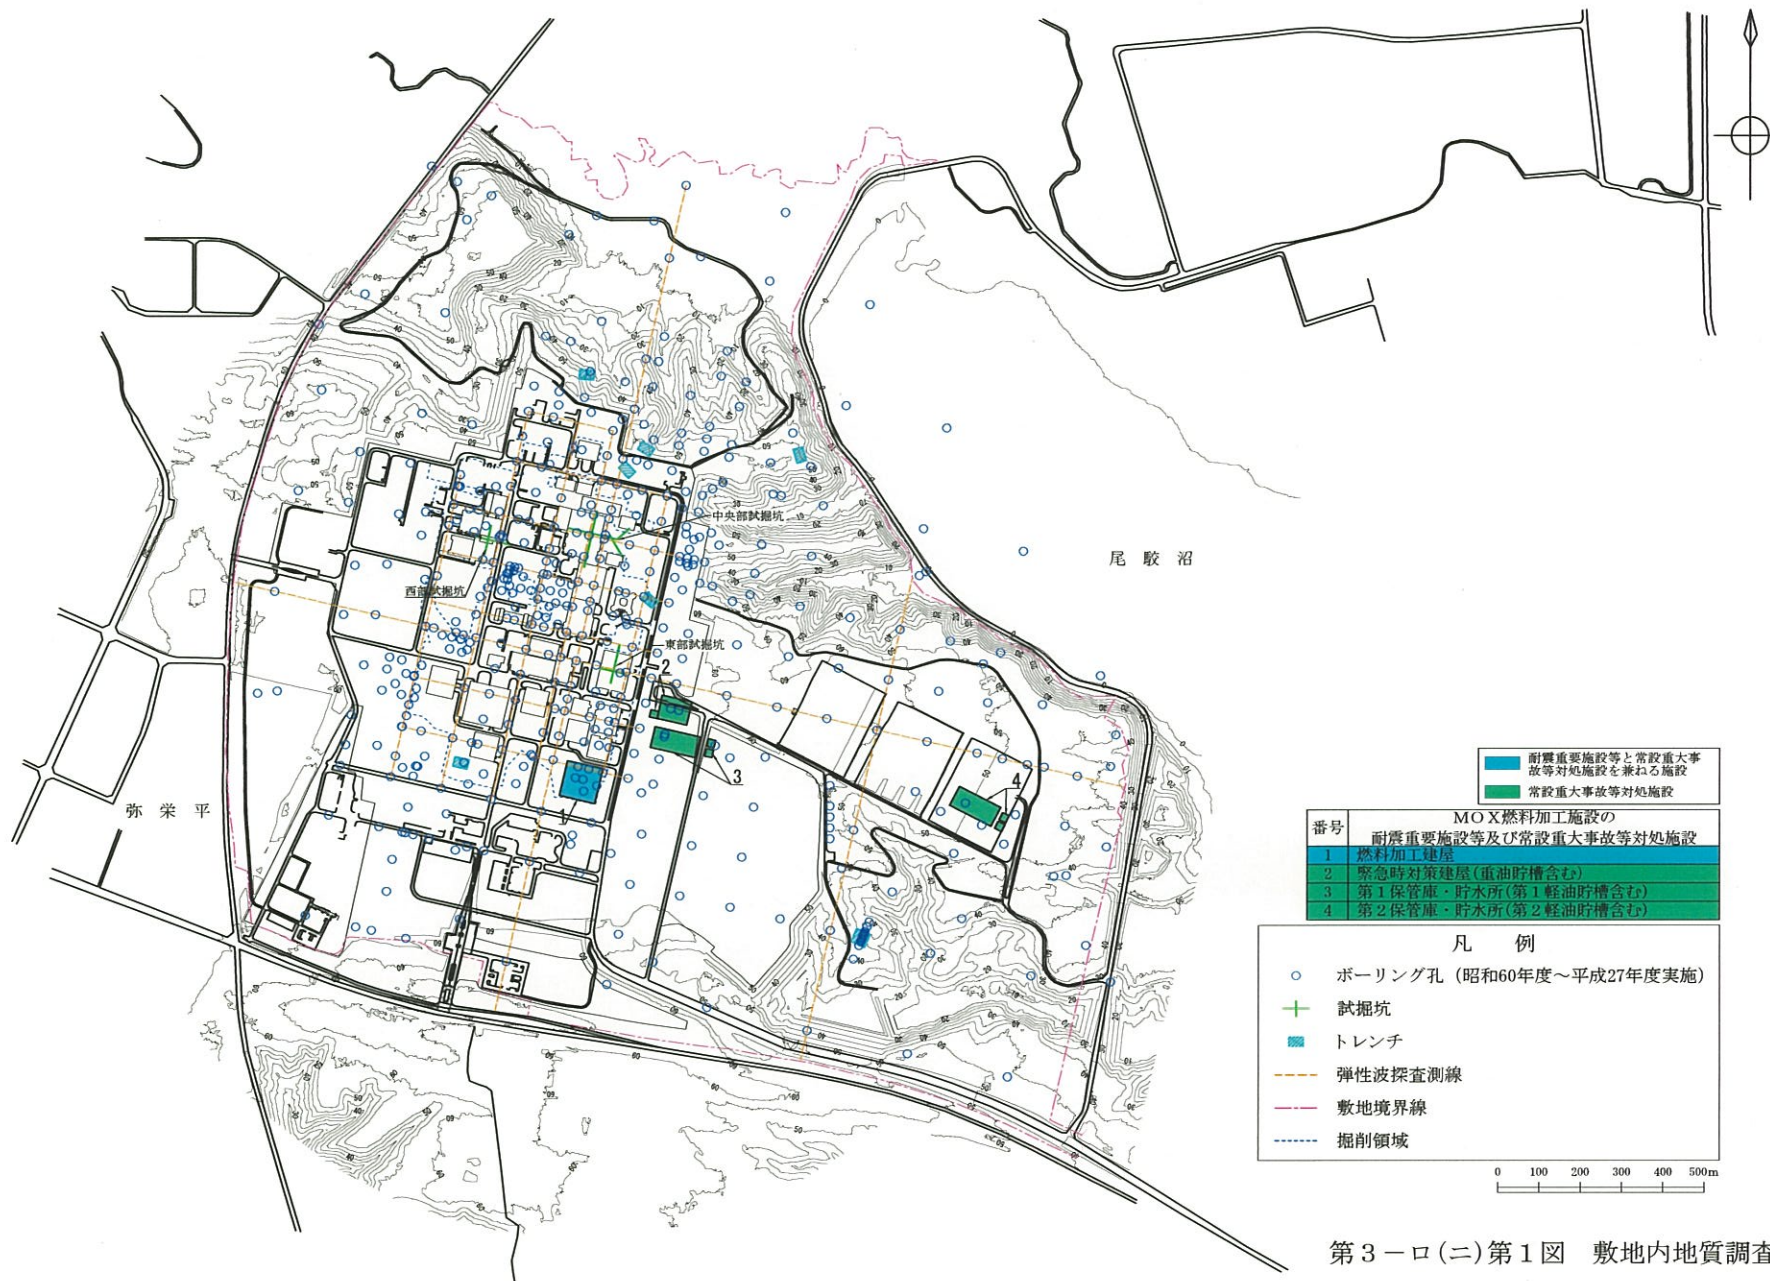 中央部試掘坑
尾駮沼
西部試掘坑
東部試掘坑
2
3
4
1
弥栄平
耐震重要施設等と常設重大事
故等対処施設を兼ねる施設
常設重大事故等対処施設
番号
MOX燃料加工施設の
耐震重要施設等及び常設重大事故等対処施設
1 燃料加工建屋
2 緊急時対策建屋(重油貯槽含む)
3 第1保管庫・貯水所(第1軽油貯槽含む)
4 第2保管庫・貯水所(第2軽油貯槽含む)
凡 例
ボーリング孔 (昭和60年度~平成27年度実施)
試掘坑
トレンチ
弾性波探査測線
敷地境界線
掘削領域
0 100 200 300 400 500m
第3-ロ(ニ)第1図 敷地内地質調査